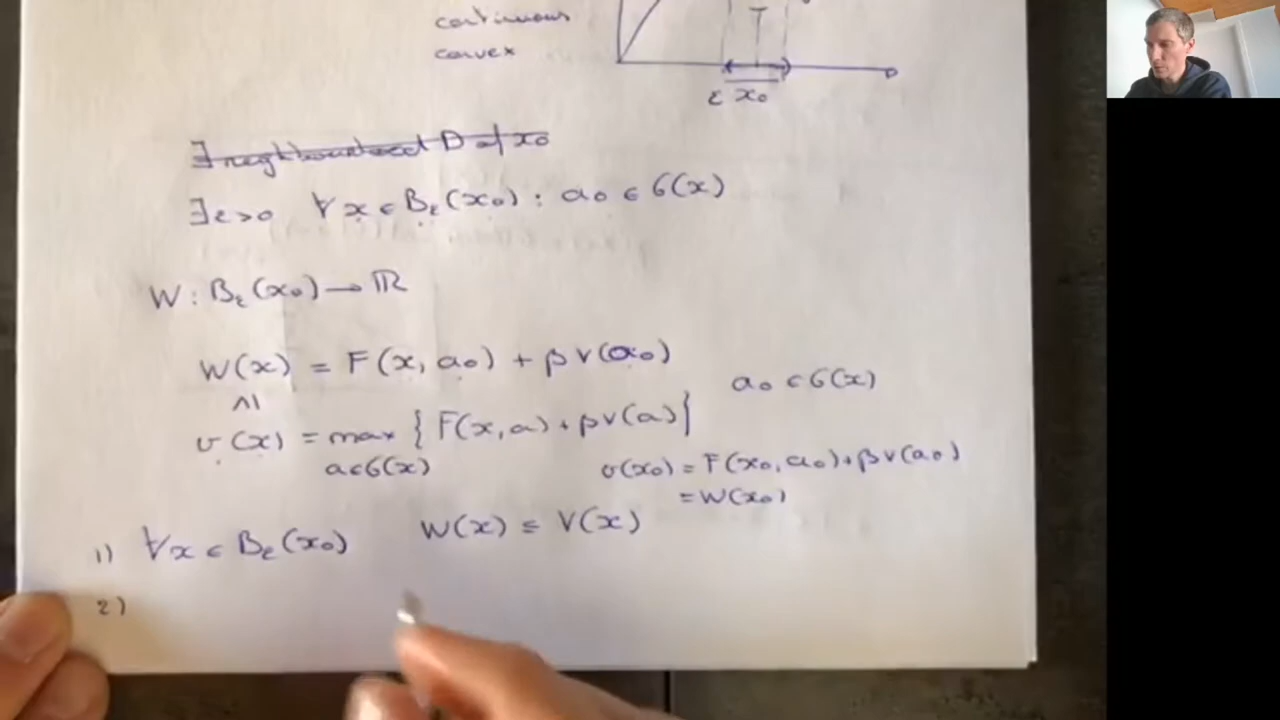 continuous
convex
ε x₀
∃ neighbourhood D of x₀
∃ε>0 ∀x∈B_ε(x₀) : a₀ ∈ G(x)
W : B_ε(x₀) → ℝ
W(x) = F(x, a₀) + βv(a₀)
a₀ ∈ G(x)
∧|
v(x) = max { F(x,a) + βv(a) }
a∈G(x)
v(x₀) = F(x₀, a₀) + βv(a₀)
= W(x₀)
1) ∀x ∈ B_ε(x₀) W(x) ≤ V(x)
2)